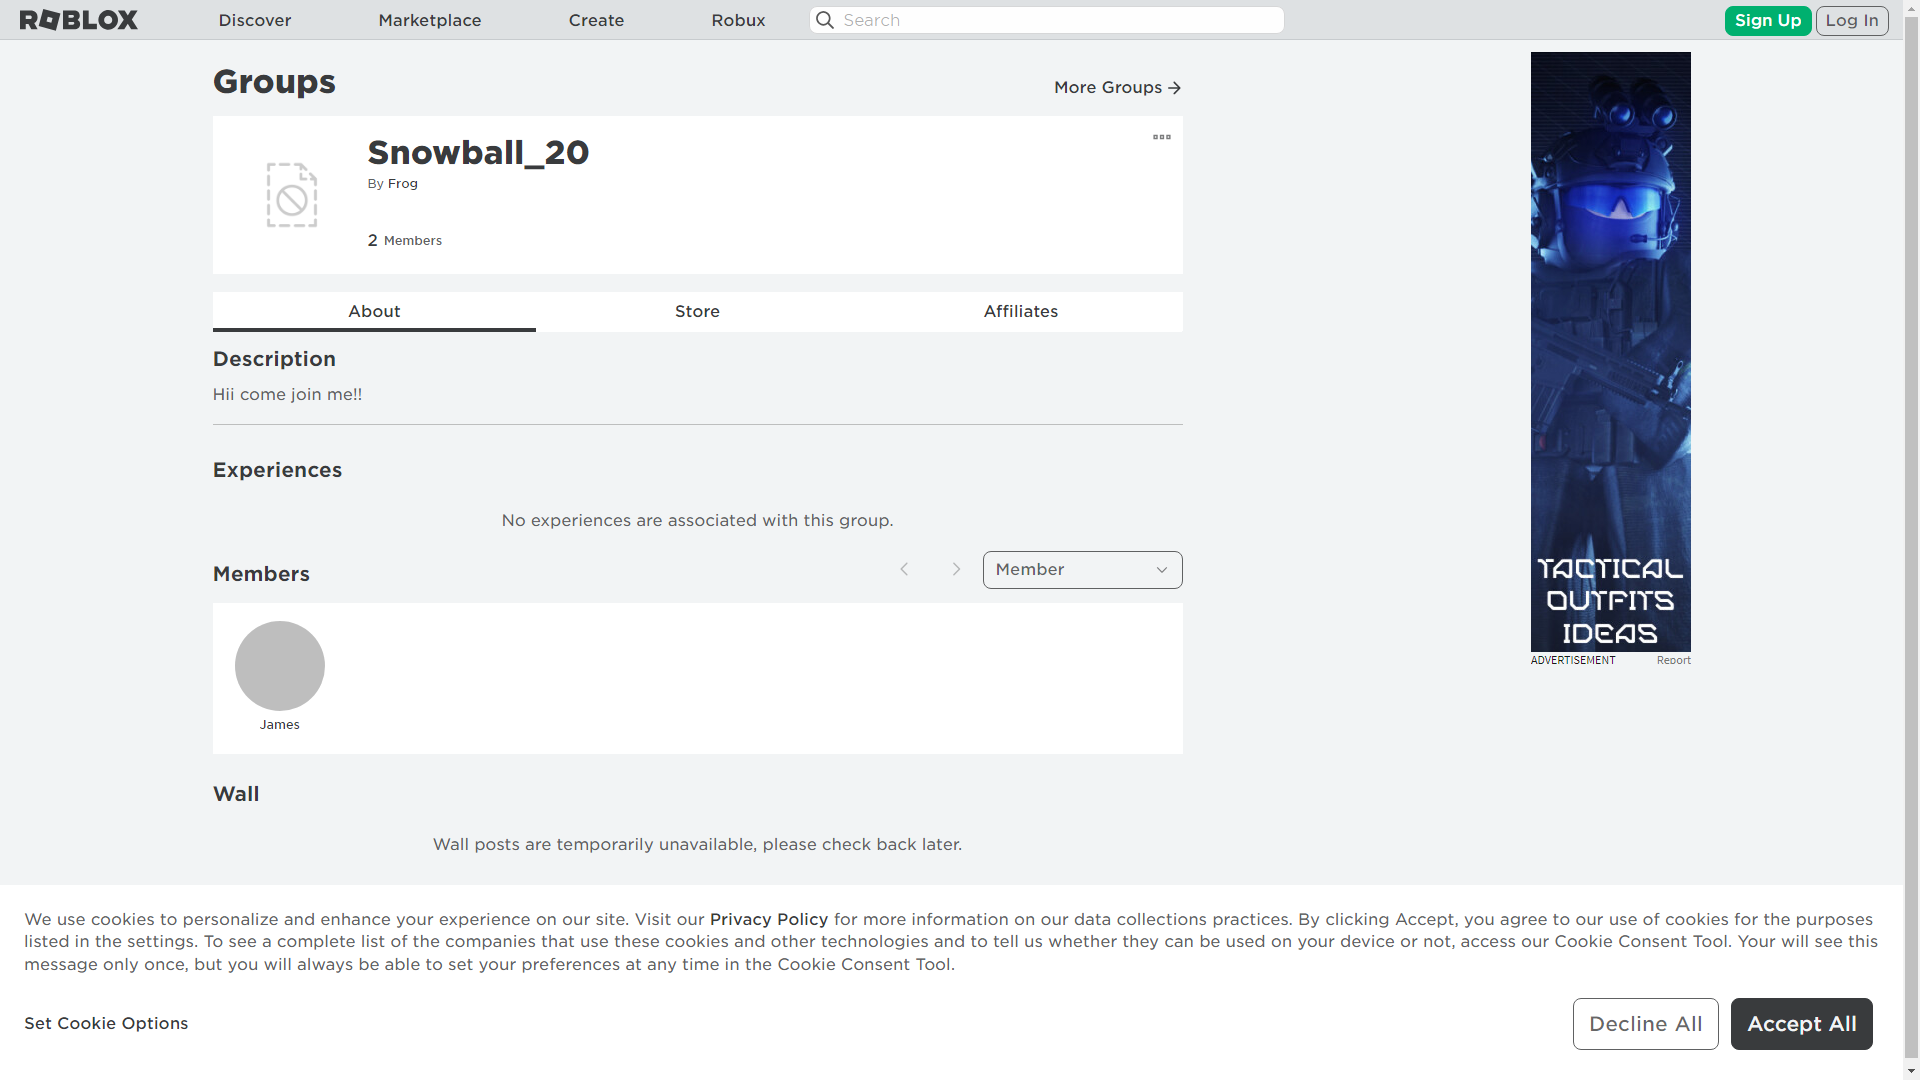 ROBLOX
Discover
Marketplace
Create
Robux
Search
Sign Up
Log In
Groups
More Groups
Snowball_20
By Frog
2 Members
About
Store
Affiliates
Description
Hii come join me!!
Experiences
No experiences are associated with this group.
Members
Member
James
Wall
Wall posts are temporarily unavailable, please check back later.
TACTICAL
OUTFITS
IDEAS
ADVERTISEMENT
Report
We use cookies to personalize and enhance your experience on our site. Visit our Privacy Policy for more information on our data collections practices. By clicking Accept, you agree to our use of cookies for the purposes
listed in the settings. To see a complete list of the companies that use these cookies and other technologies and to tell us whether they can be used on your device or not, access our Cookie Consent Tool. Your will see this
message only once, but you will always be able to set your preferences at any time in the Cookie Consent Tool.
Set Cookie Options
Decline All
Accept All